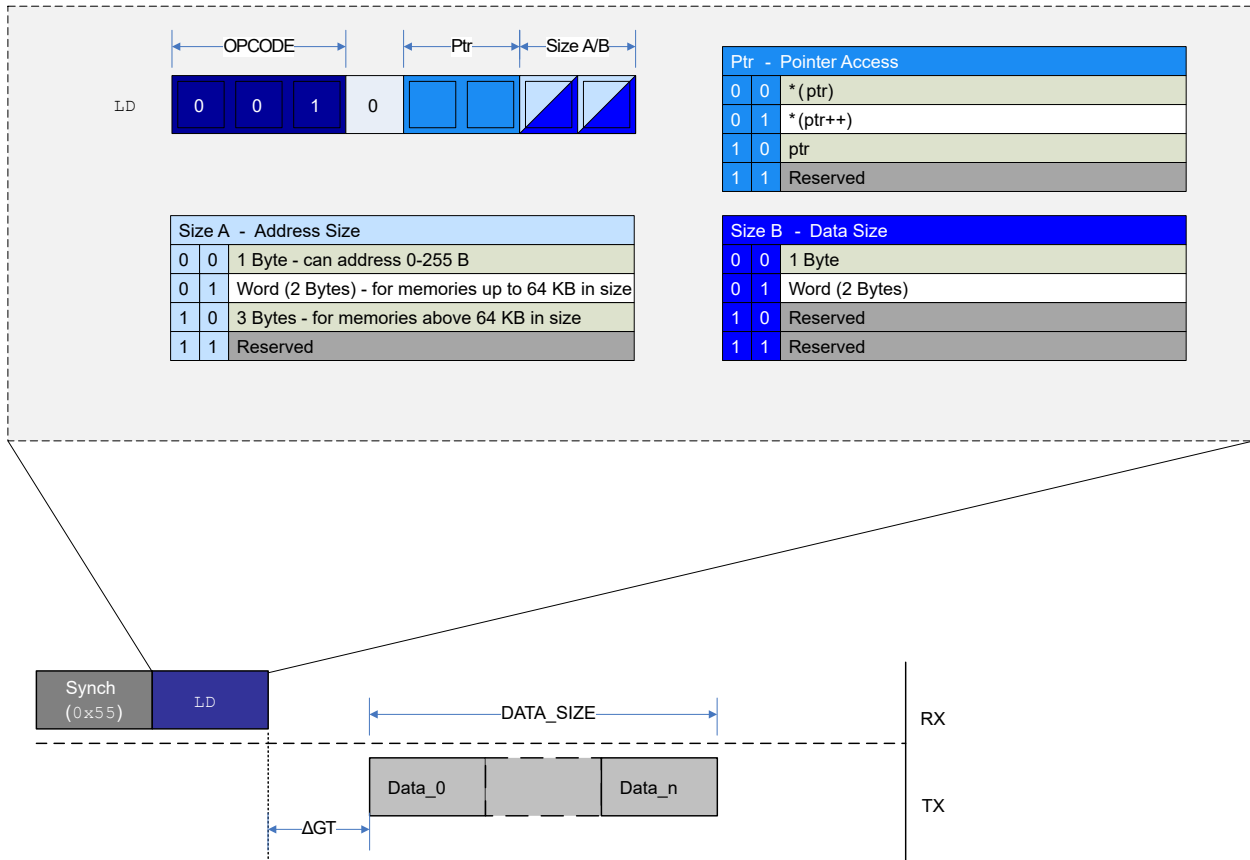 OPCODE Ptr Size A/B
LD 0 0 1 0
Ptr - Pointer Access
0 0 *(ptr)
0 1 *(ptr++)
1 0 ptr
1 1 Reserved
Size A - Address Size
0 0 1 Byte - can address 0-255 B
0 1 Word (2 Bytes) - for memories up to 64 KB in size
1 0 3 Bytes - for memories above 64 KB in size
1 1 Reserved
Size B - Data Size
0 0 1 Byte
0 1 Word (2 Bytes)
1 0 Reserved
1 1 Reserved
Synch
(0x55)
LD
DATA_SIZE
RX
Data_0
Data_n
TX
ΔGT